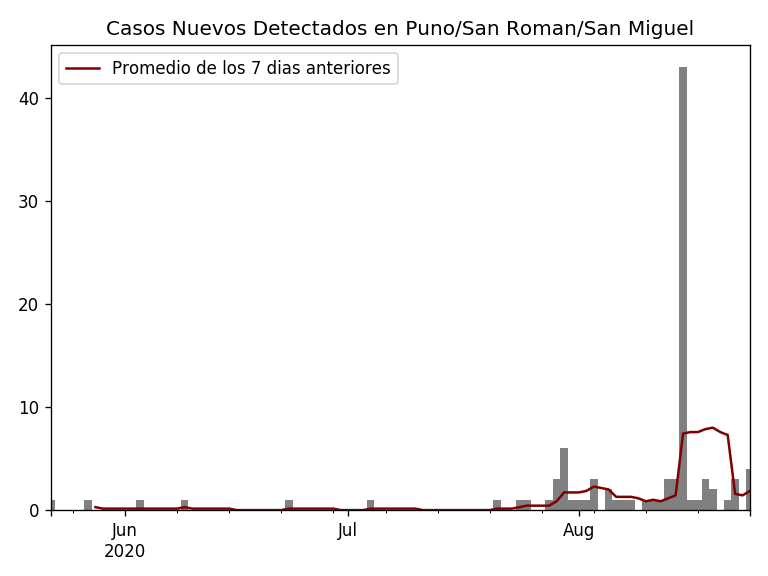 Casos Nuevos Detectados en Puno/San Roman/San Miguel
Promedio de los 7 dias anteriores
40
30
20
10
0
Jun
2020
Jul
Aug